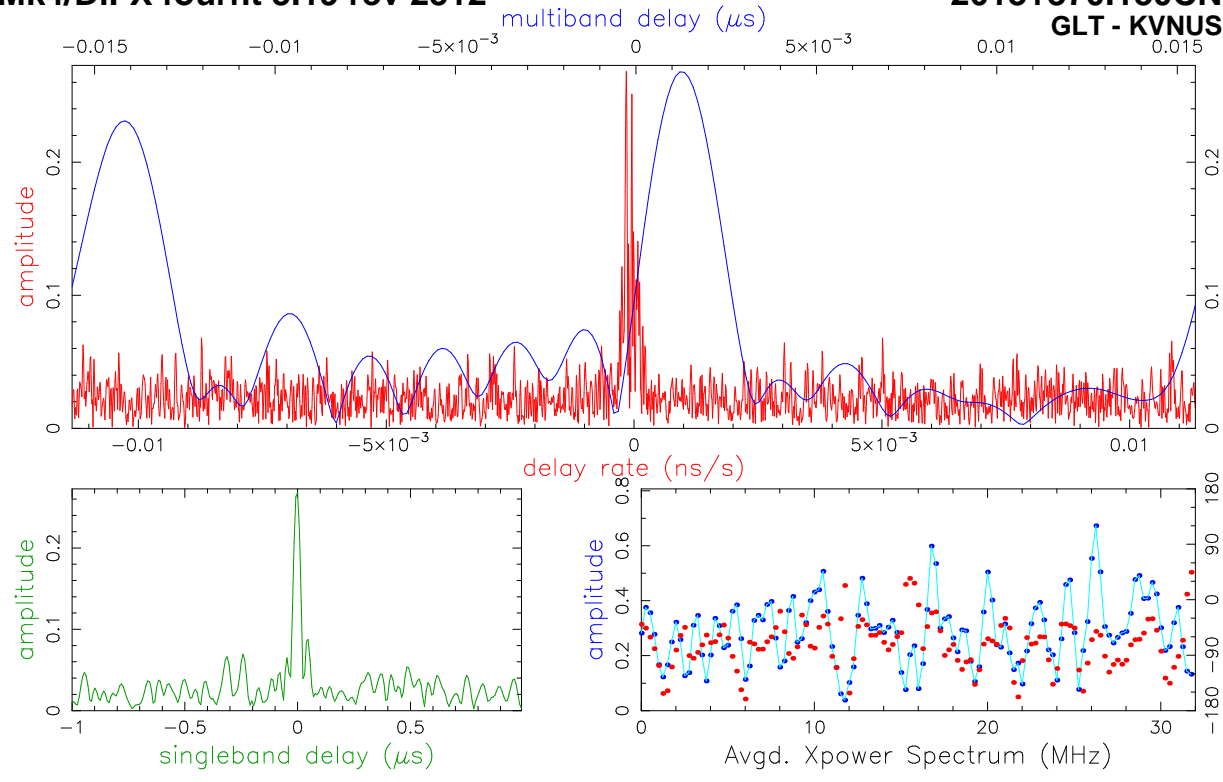 multiband delay (μs)
GLT - KVNUS
−0.015 −0.01 −5×10⁻³ 0 5×10⁻³ 0.01 0.015
amplitude
0 0.1 0.2
0 0.1 0.2
−0.01 −5×10⁻³ 0 5×10⁻³ 0.01
delay rate (ns/s)
amplitude
0 0.1 0.2
−1 −0.5 0 0.5
singleband delay (μs)
amplitude
0 0.2 0.4 0.6 0.8
−180 −90 0 90 180
0 10 20 30
Avgd. Xpower Spectrum (MHz)